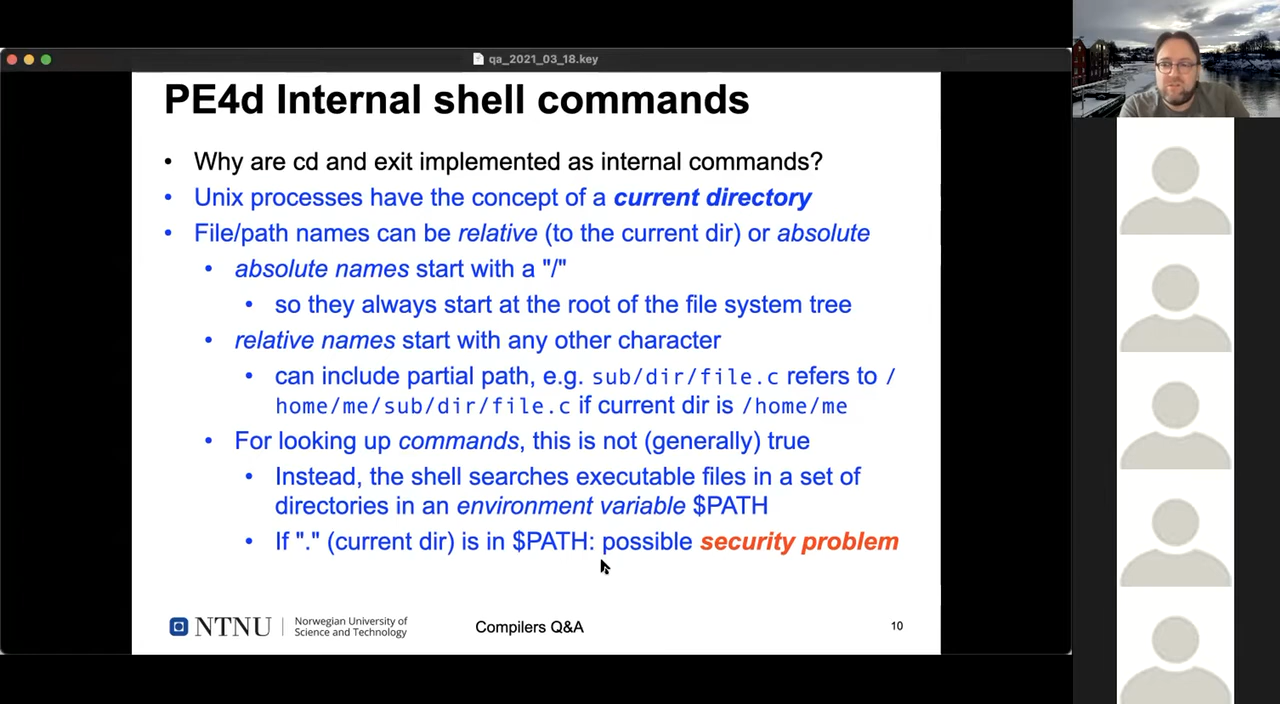 qa_2021_03_18.key
PE4d Internal shell commands
• Why are cd and exit implemented as internal commands?
• Unix processes have the concept of a current directory
• File/path names can be relative (to the current dir) or absolute
• absolute names start with a "/"
• so they always start at the root of the file system tree
• relative names start with any other character
• can include partial path, e.g. sub/dir/file.c refers to /
home/me/sub/dir/file.c if current dir is /home/me
• For looking up commands, this is not (generally) true
• Instead, the shell searches executable files in a set of
directories in an environment variable $PATH
• If "." (current dir) is in $PATH: possible security problem
NTNU
Norwegian University of
Science and Technology
Compilers Q&A
10